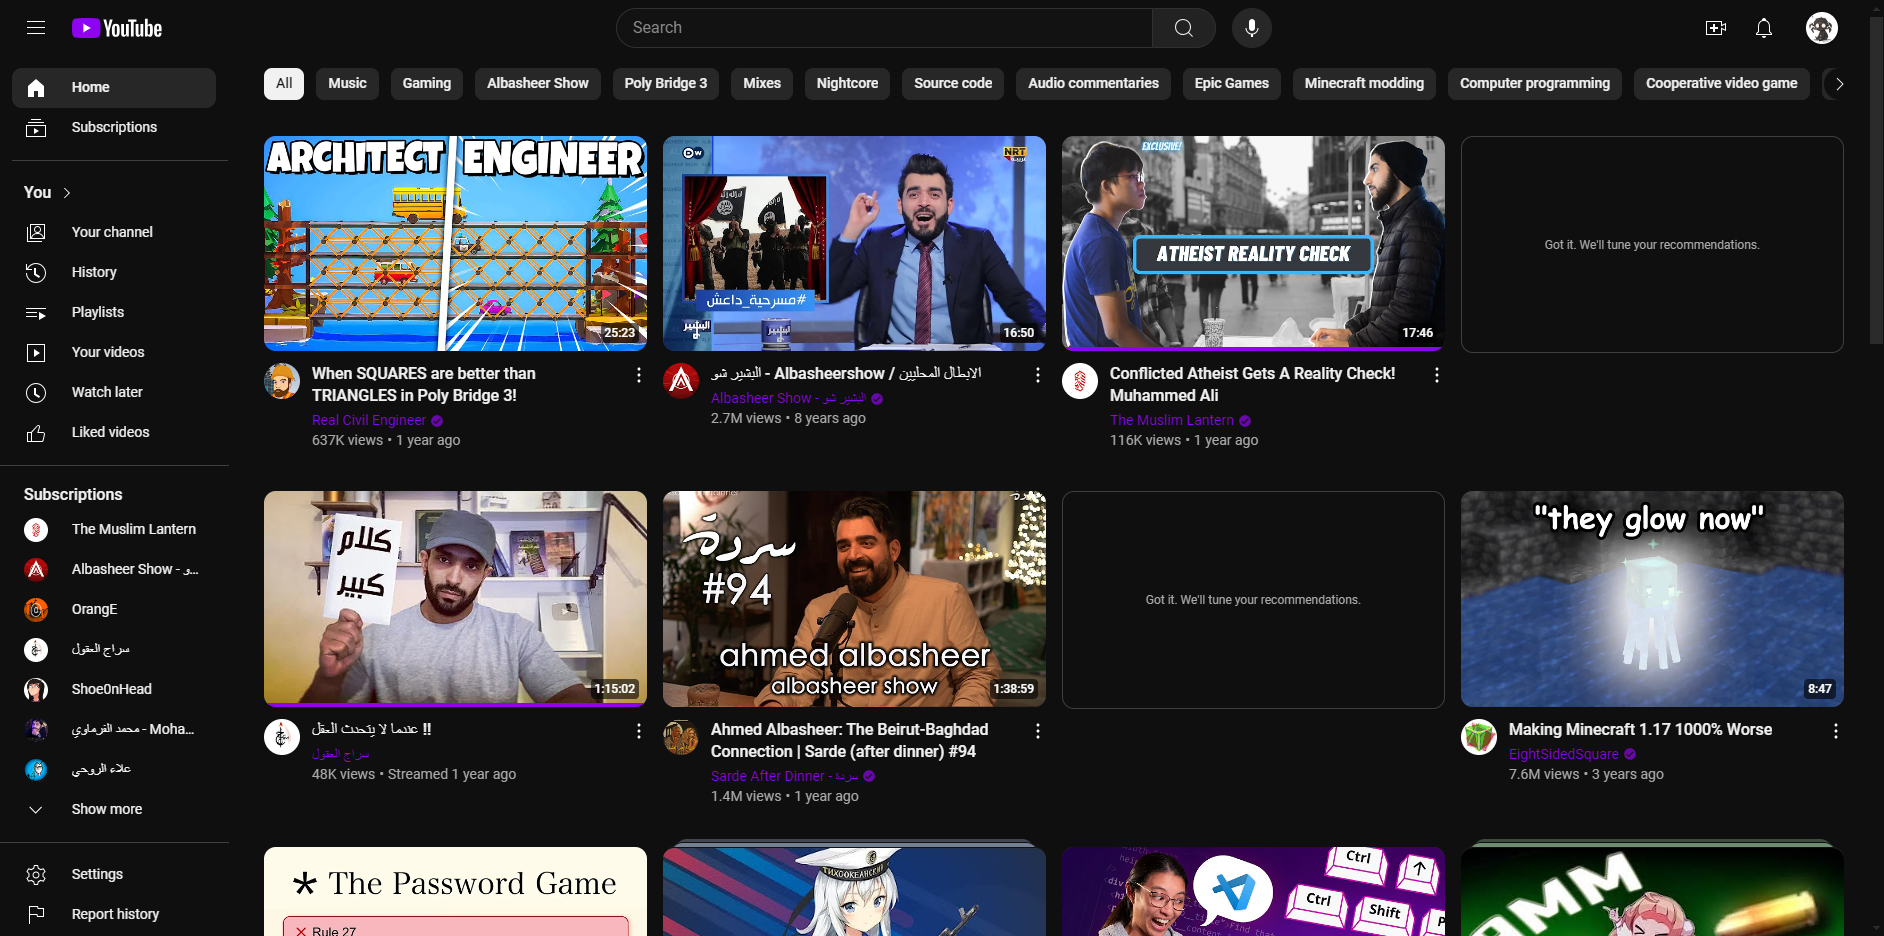 YouTube
Search
Home
Subscriptions
You
Your channel
History
Playlists
Your videos
Watch later
Liked videos
Subscriptions
The Muslim Lantern
Albasheer Show - و...
OrangE
سراج العقول
Shoe0nHead
محمد الفرماوي - Moha...
علاء الروحي
Show more
Settings
Report history
All
Music
Gaming
Albasheer Show
Poly Bridge 3
Mixes
Nightcore
Source code
Audio commentaries
Epic Games
Minecraft modding
Computer programming
Cooperative video game
ARCHITECT ENGINEER
25:23
When SQUARES are better than
TRIANGLES in Poly Bridge 3!
Real Civil Engineer
637K views • 1 year ago
DW
NRT
عربية
#مسرحية_داعش
البشير
البشير
16:50
البشير شو - Albasheershow / الابطال المحليين
Albasheer Show - البشير شو
2.7M views • 8 years ago
EXCLUSIVE!
ATHEIST REALITY CHECK
17:46
Conflicted Atheist Gets A Reality Check!
Muhammed Ali
The Muslim Lantern
116K views • 1 year ago
Got it. We'll tune your recommendations.
كلام
كبير
1:15:02
عندما لا يتحدث العقل !!
سراج العقول
48K views • Streamed 1 year ago
سردة
#94
ahmed albasheer
albasheer show
1:38:59
Ahmed Albasheer: The Beirut-Baghdad
Connection | Sarde (after dinner) #94
Sarde After Dinner - سردة
1.4M views • 1 year ago
Got it. We'll tune your recommendations.
"they glow now"
8:47
Making Minecraft 1.17 1000% Worse
EightSidedSquare
7.6M views • 3 years ago
* The Password Game
Rule 27
ТИХООКЕАНСКИЙ
Ctrl
Ctrl
Shift
P